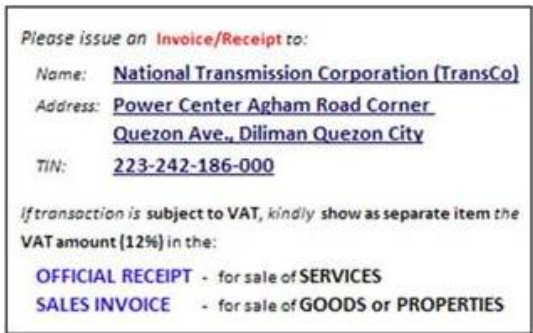 Please issue an Invoice/Receipt to:
Name: National Transmission Corporation (TransCo)
Address: Power Center Agham Road Corner
Quezon Ave., Diliman Quezon City
TIN: 223-242-186-000
If transaction is subject to VAT, kindly show as separate item the
VAT amount (12%) in the:
OFFICIAL RECEIPT - for sale of SERVICES
SALES INVOICE - for sale of GOODS or PROPERTIES